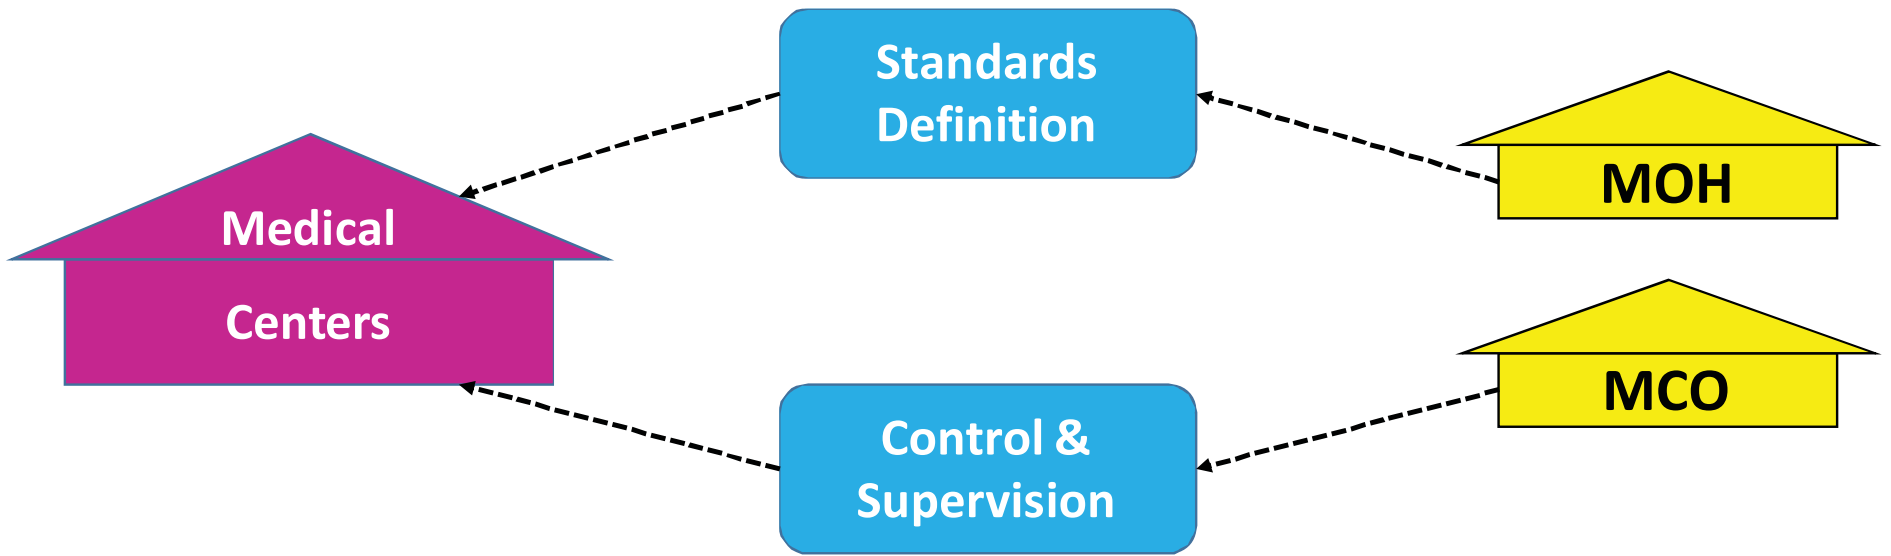 Medical
Centers
Standards
Definition
Control &
Supervision
MOH
MCO